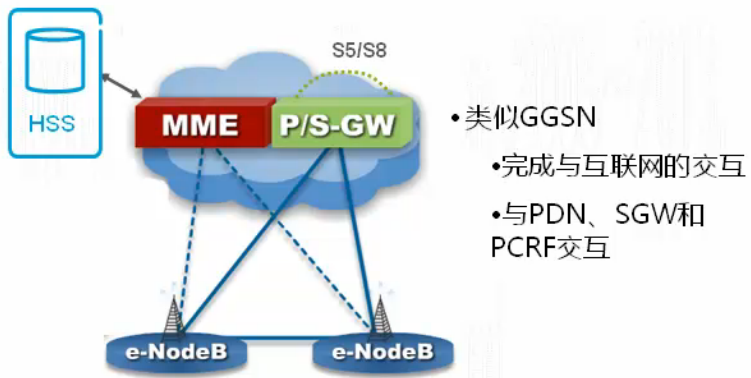 S5/S8
HSS
MME
P/S-GW
•类似GGSN
•完成与互联网的交互
•与PDN、SGW和
PCRF交互
e-NodeB
e-NodeB